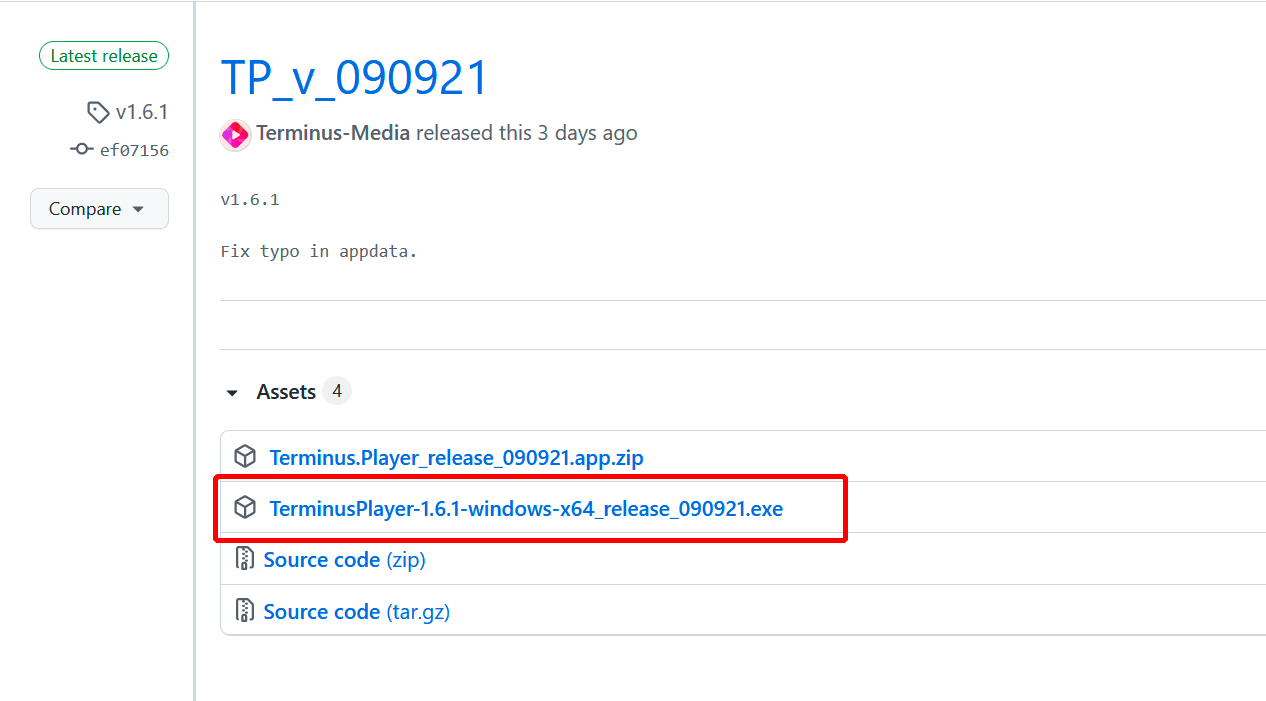 Latest release
v1.6.1
ef07156
Compare
TP_v_090921
Terminus-Media released this 3 days ago
v1.6.1
Fix typo in appdata.
Assets 4
Terminus.Player_release_090921.app.zip
TerminusPlayer-1.6.1-windows-x64_release_090921.exe
Source code (zip)
Source code (tar.gz)